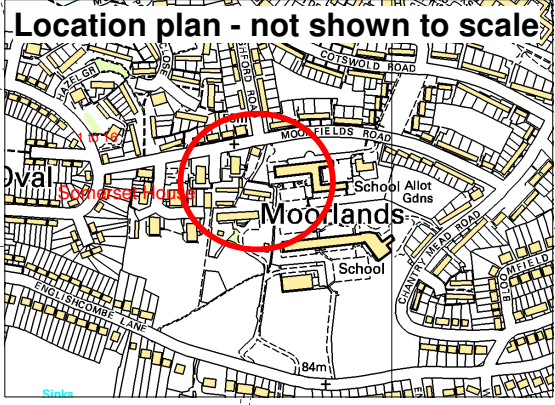 Location plan - not shown to scale
COTSWOLD ROAD
MOORFIELDS ROAD
1 to 16
Oval
Somerset House
School
Allot
Gdns
Moorlands
CHANTRY MEAD ROAD
School
ENGLISHCOMBE LANE
84m
Sinks